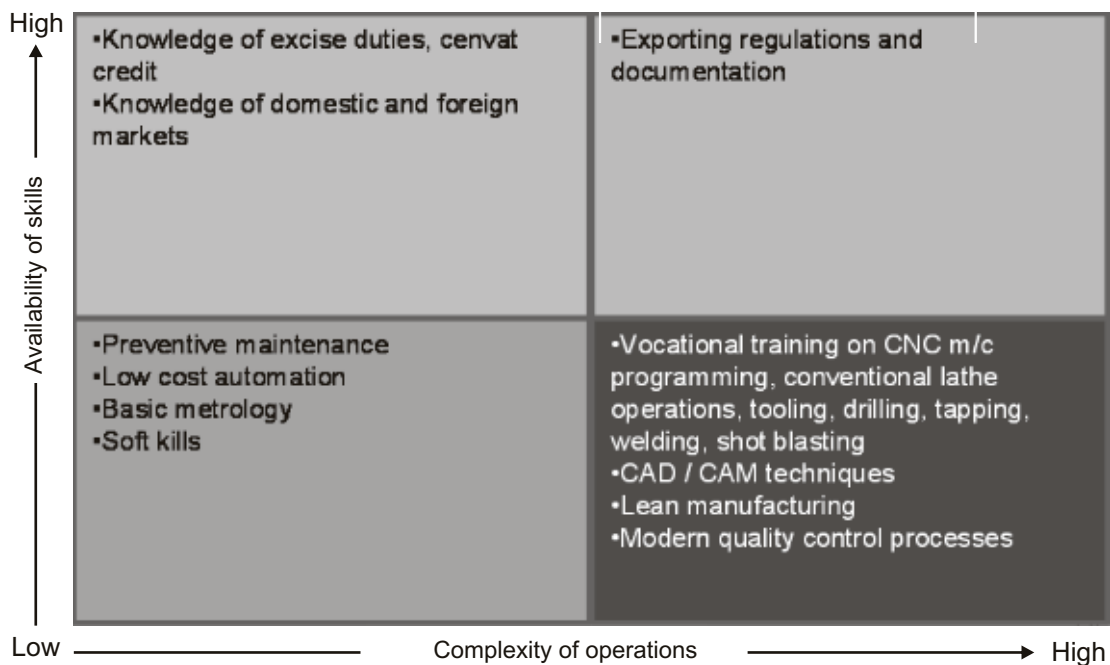 High
▪Knowledge of excise duties, cenvat
credit
▪Knowledge of domestic and foreign
markets
▪Exporting regulations and
documentation
Availability of skills
▪Preventive maintenance
▪Low cost automation
▪Basic metrology
▪Soft kills
•Vocational training on CNC m/c
programming, conventional lathe
operations, tooling, drilling, tapping,
welding, shot blasting
•CAD / CAM techniques
•Lean manufacturing
•Modern quality control processes
Low
Complexity of operations
High